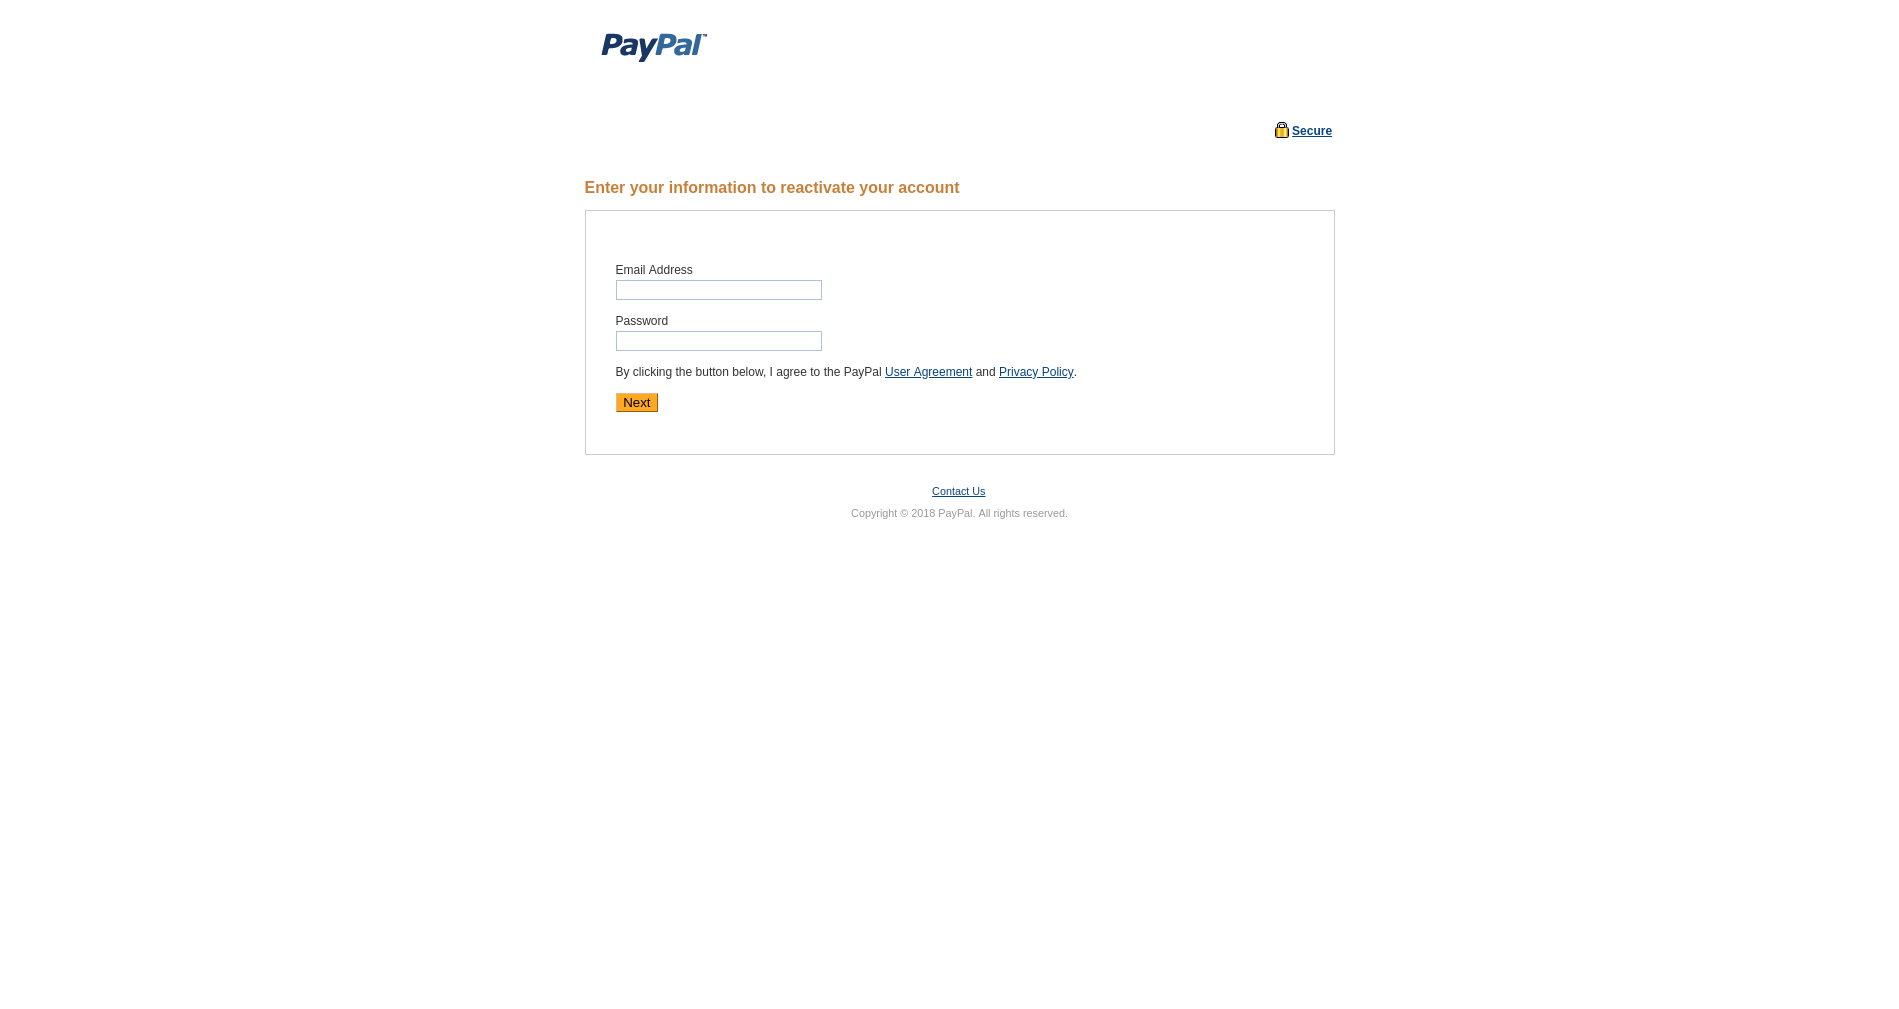 PayPal™
Secure
Enter your information to reactivate your account
Email Address
Password
By clicking the button below, I agree to the PayPal User Agreement and Privacy Policy.
Next
Contact Us
Copyright © 2018 PayPal. All rights reserved.